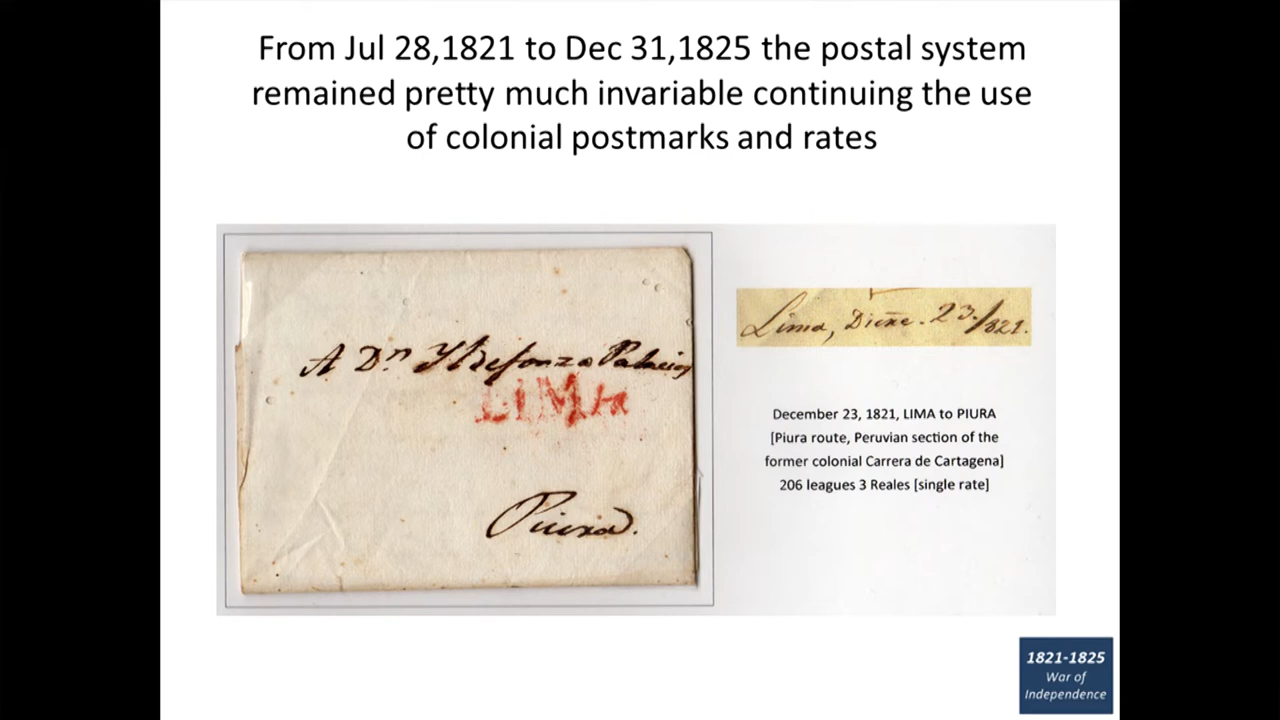 From Jul 28,1821 to Dec 31,1825 the postal system
remained pretty much invariable continuing the use
of colonial postmarks and rates
A Dⁿ Yldefonzo Palacios
LIMA
Piura.
Lima, Dicñe. 23./821.
December 23, 1821, LIMA to PIURA
[Piura route, Peruvian section of the
former colonial Carrera de Cartagena]
206 leagues 3 Reales [single rate]
1821-1825
War of
Independence